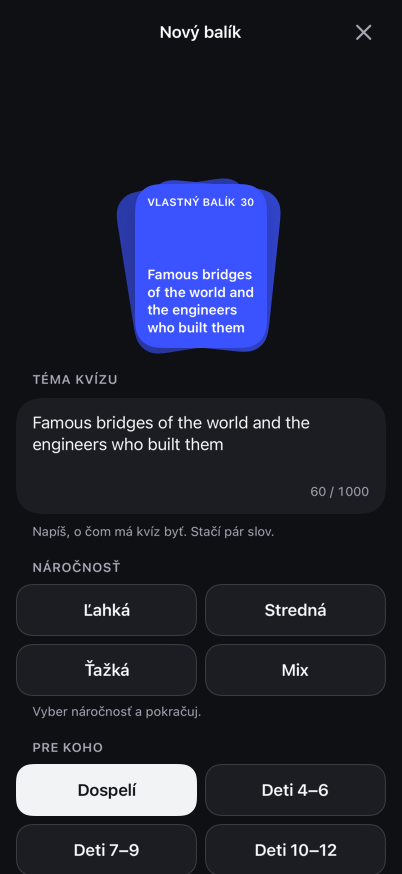 Nový balík
VLASTNÝ BALÍK 30
Famous bridges
of the world and
the engineers
who built them
TÉMA KVÍZU
Famous bridges of the world and the
engineers who built them
60 / 1000
Napíš, o čom má kvíz byť. Stačí pár slov.
NÁROČNOSŤ
Ľahká
Stredná
Ťažká
Mix
Vyber náročnosť a pokračuj.
PRE KOHO
Dospelí
Deti 4–6
Deti 7–9
Deti 10–12